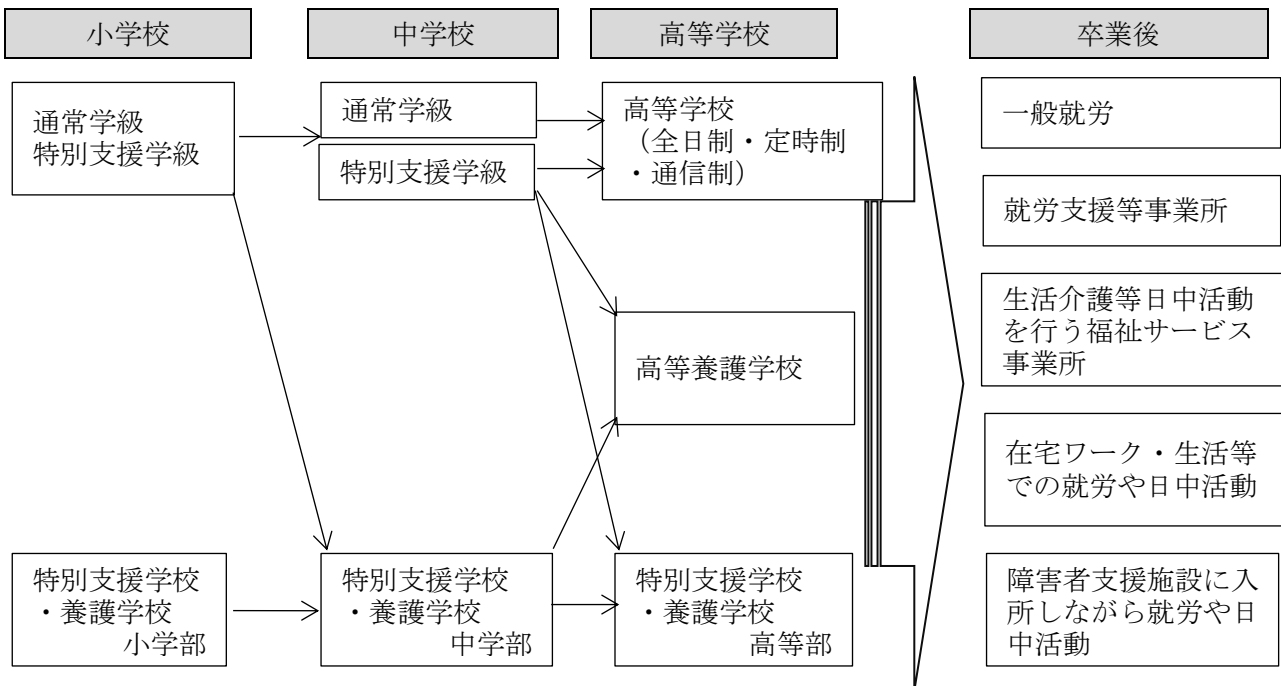 小学校
中学校
高等学校
卒業後
通常学級
特別支援学級
通常学級
特別支援学級
高等学校
（全日制・定時制
・通信制）
高等養護学校
特別支援学校
・養護学校
小学部
特別支援学校
・養護学校
中学部
特別支援学校
・養護学校
高等部
一般就労
就労支援等事業所
生活介護等日中活動
を行う福祉サービス
事業所
在宅ワーク・生活等
での就労や日中活動
障害者支援施設に入
所しながら就労や日
中活動